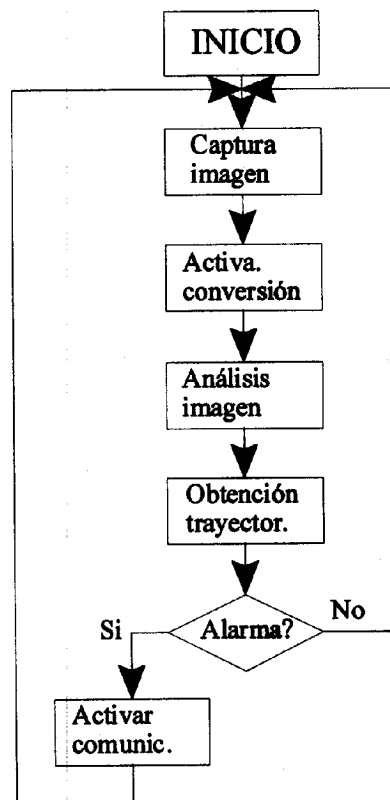 INICIO
Captura
imagen
Activa.
conversión
Análisis
imagen
Obtención
trayector.
Alarma?
Si
No
Activar
comunic.